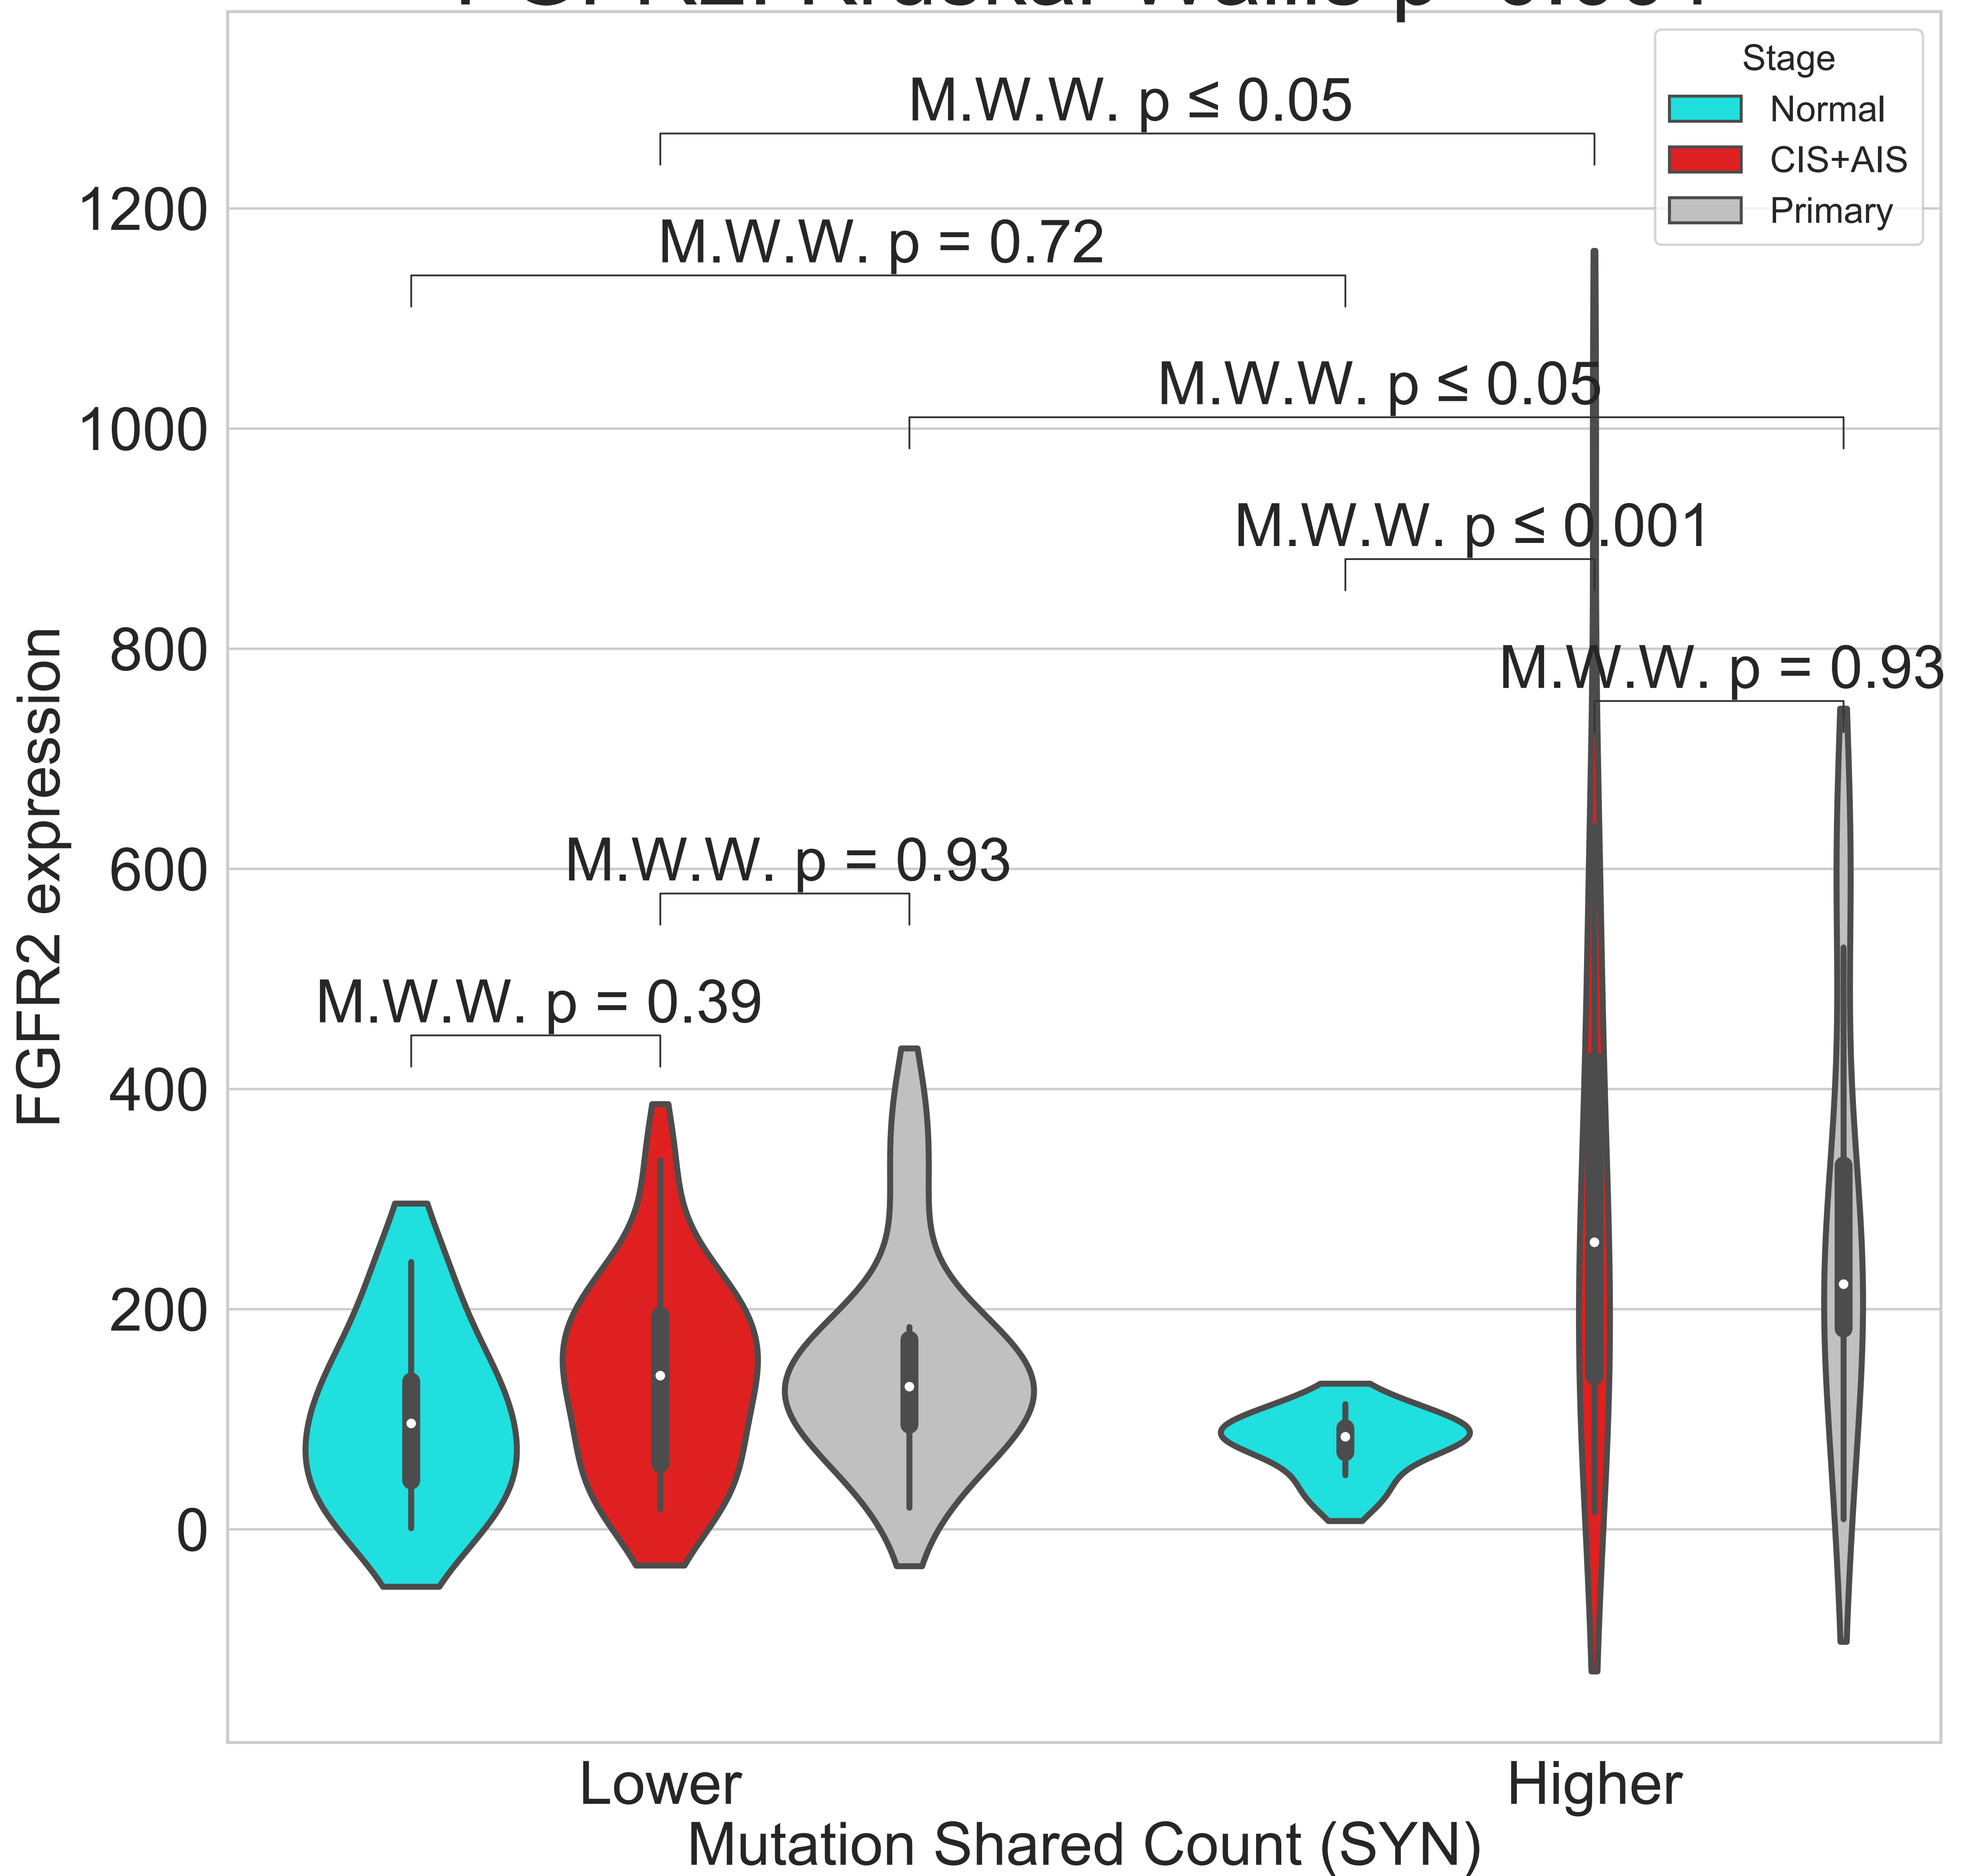 Stage
Normal
CIS+AIS
Primary
M.W.W. p ≤ 0.05
M.W.W. p = 0.72
M.W.W. p ≤ 0.05
M.W.W. p ≤ 0.001
M.W.W. p = 0.93
M.W.W. p = 0.93
M.W.W. p = 0.39
1200
1000
800
600
400
200
0
FGFR2 expression
Lower
Higher
Mutation Shared Count (SYN)